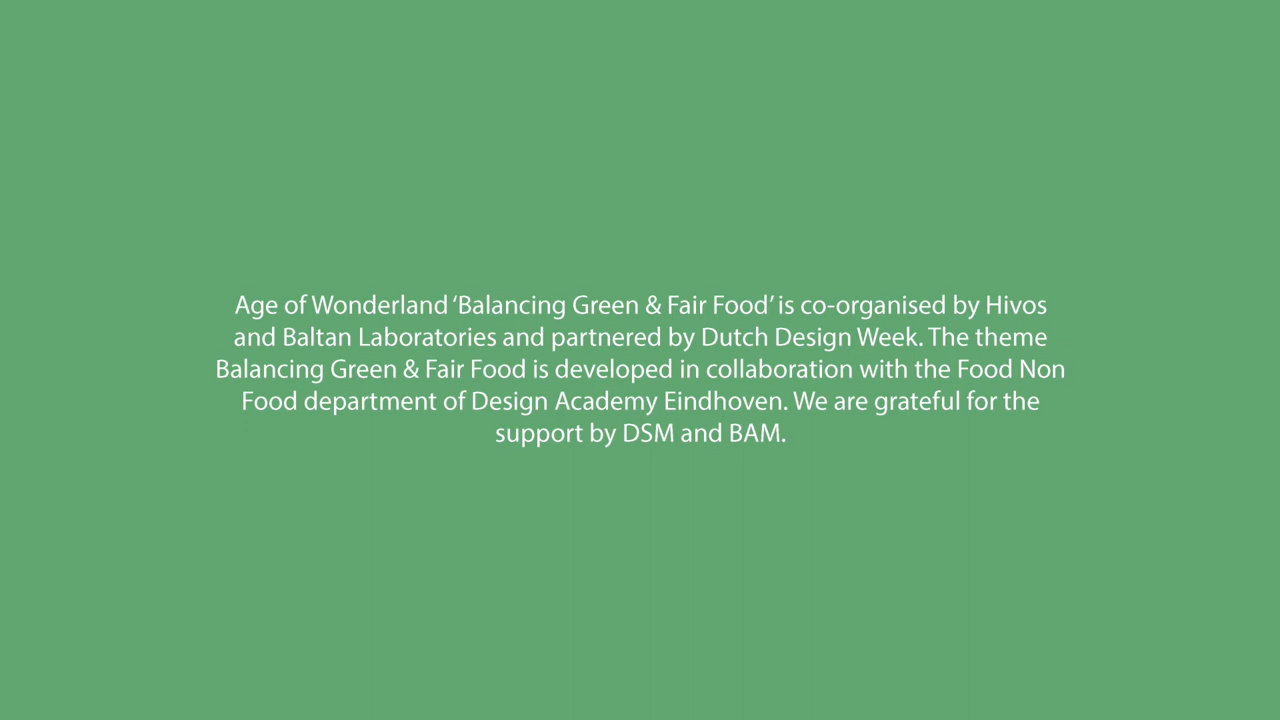 Age of Wonderland ‘Balancing Green & Fair Food’ is co-organised by Hivos
and Baltan Laboratories and partnered by Dutch Design Week. The theme
Balancing Green & Fair Food is developed in collaboration with the Food Non
Food department of Design Academy Eindhoven. We are grateful for the
support by DSM and BAM.